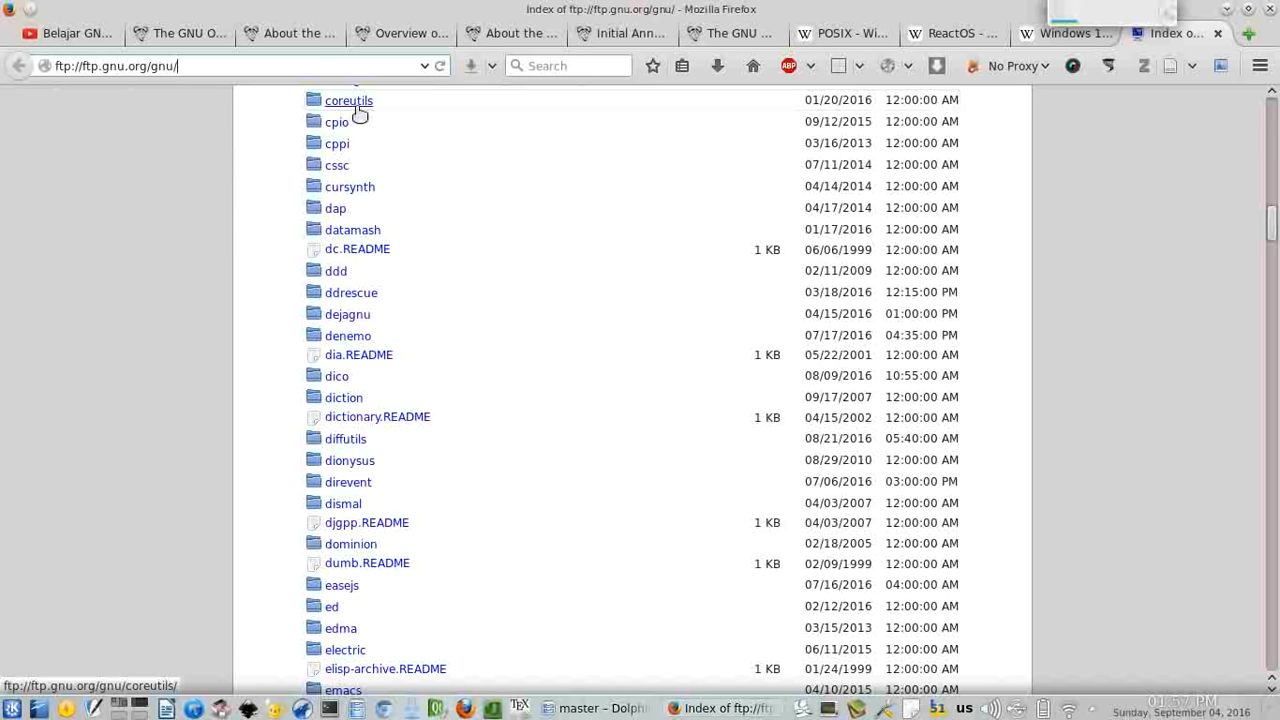 Index of ftp://ftp.gnu.org/gnu/ - Mozilla Firefox
Belajar GN... The GNU O... About the ... Overview o... About the ... Initial Ann... The GNU ... POSIX - Wi... ReactOS - ... Windows 1... Index o...
ftp://ftp.gnu.org/gnu/ Search ABP No Proxy
coreutils 01/20/2016 12:00:00 AM
cpio 09/12/2015 12:00:00 AM
cppi 03/16/2013 12:00:00 AM
cssc 07/11/2014 12:00:00 AM
cursynth 04/14/2014 12:00:00 AM
dap 04/17/2014 12:00:00 AM
datamash 01/17/2016 12:00:00 AM
dc.README 1 KB 06/06/1999 12:00:00 AM
ddd 02/11/2009 12:00:00 AM
ddrescue 03/18/2016 12:15:00 PM
dejagnu 04/15/2016 01:00:00 PM
denemo 07/17/2016 04:35:00 PM
dia.README 1 KB 05/22/2001 12:00:00 AM
dico 08/09/2016 10:55:00 AM
diction 09/17/2007 12:00:00 AM
dictionary.README 1 KB 04/15/2002 12:00:00 AM
diffutils 08/21/2016 05:40:00 AM
dionysus 08/29/2010 12:00:00 AM
direvent 07/06/2016 03:00:00 PM
dismal 04/03/2007 12:00:00 AM
djgpp.README 1 KB 04/03/2007 12:00:00 AM
dominion 02/18/2005 12:00:00 AM
dumb.README 1 KB 02/09/1999 12:00:00 AM
easejs 07/16/2016 04:00:00 AM
ed 02/12/2016 12:00:00 AM
edma 03/15/2013 12:00:00 AM
electric 06/11/2015 12:00:00 AM
elisp-archive.README 1 KB 01/24/1999 12:00:00 AM
emacs 04/10/2015 12:00:00 AM
ftp://ftp.gnu.org/gnu/coreutils/
master – Dolph Index of ftp://ft 51 us 01:57 PM
Sunday, September 04, 2016